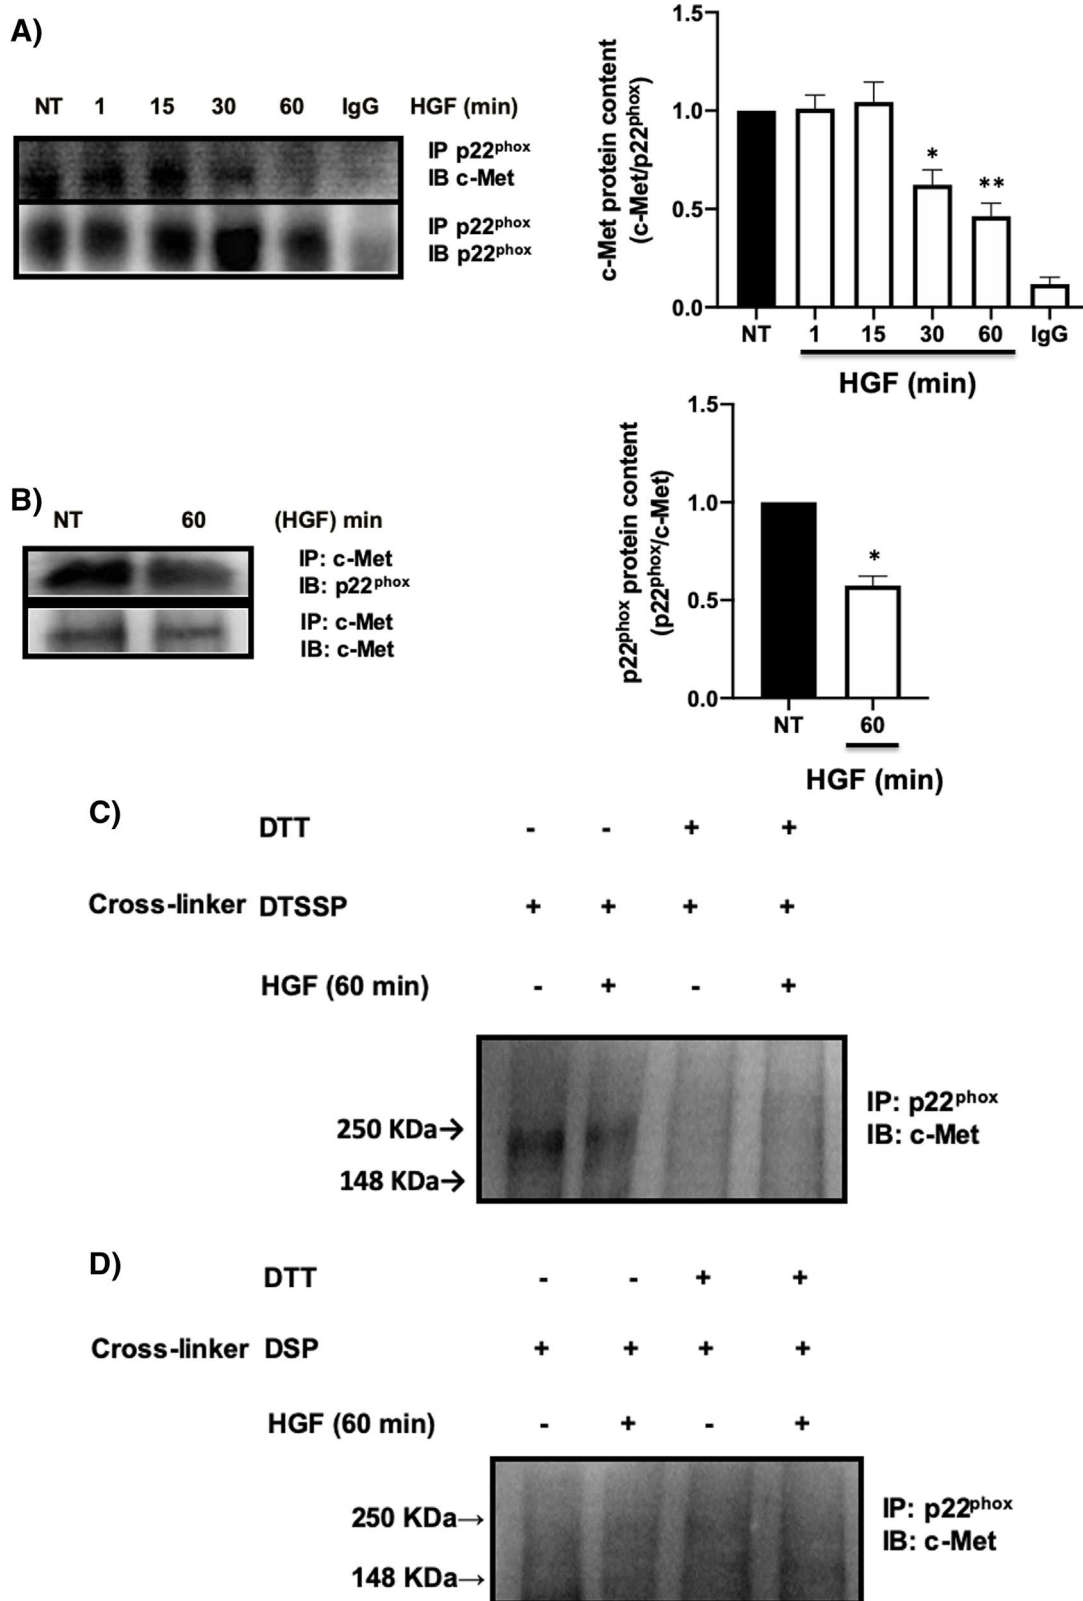 A)
NT 1 15 30 60 IgG HGF (min)
IP p22phox
IB c-Met
IP p22phox
IB p22phox
c-Met protein content
(c-Met/p22phox)
1.5
1.0
0.5
0.0
* **
NT 1 15 30 60 IgG
HGF (min)
B)
NT 60 (HGF) min
IP: c-Met
IB: p22phox
IP: c-Met
IB: c-Met
p22phox protein content
(p22phox/c-Met)
1.5
1.0
0.5
0.0
*
NT 60
HGF (min)
C)
DTT - - + +
Cross-linker DTSSP + + + +
HGF (60 min) - + - +
250 KDa→
148 KDa→
IP: p22phox
IB: c-Met
D)
DTT - - + +
Cross-linker DSP + + + +
HGF (60 min) - + - +
250 KDa→
148 KDa→
IP: p22phox
IB: c-Met